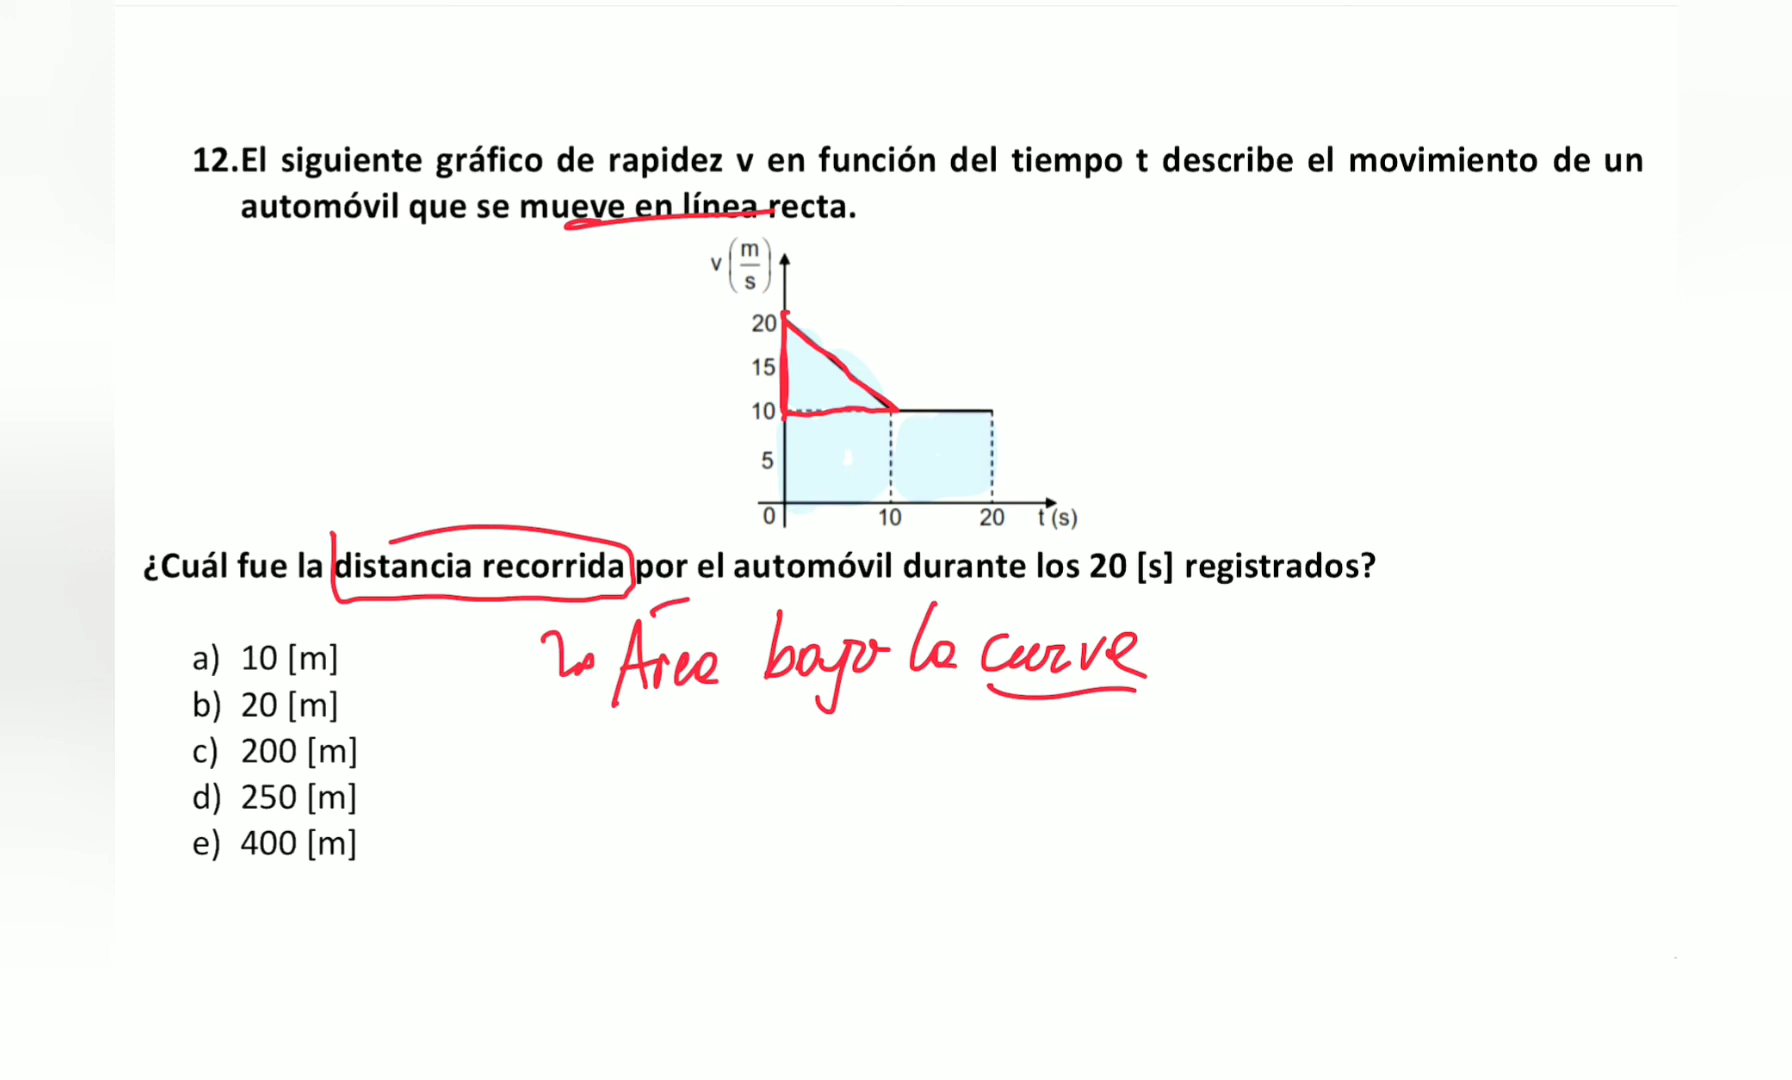 12.El siguiente gráfico de rapidez v en función del tiempo t describe el movimiento de un
automóvil que se mueve en línea recta.
v (m/s)
20
15
10
5
0 10 20 t (s)
¿Cuál fue la distancia recorrida por el automóvil durante los 20 [s] registrados?
Área bajo la curva
a) 10 [m]
b) 20 [m]
c) 200 [m]
d) 250 [m]
e) 400 [m]